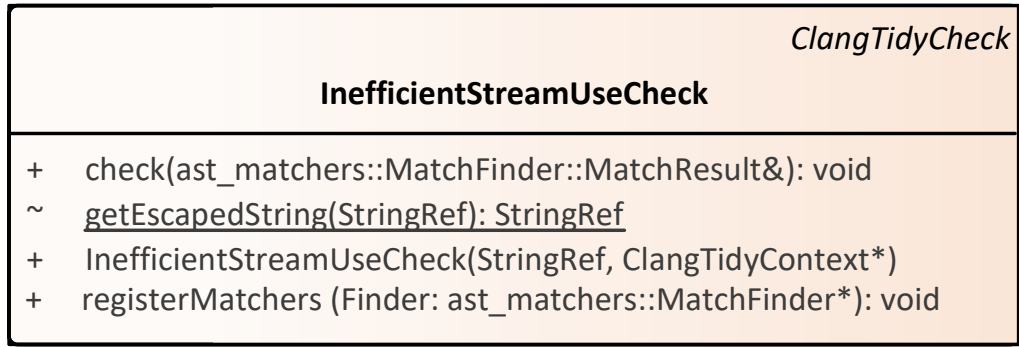 ClangTidyCheck
InefficientStreamUseCheck
+ check(ast_matchers::MatchFinder::MatchResult&): void
~ getEscapedString(StringRef): StringRef
+ InefficientStreamUseCheck(StringRef, ClangTidyContext*)
+ registerMatchers (Finder: ast_matchers::MatchFinder*): void